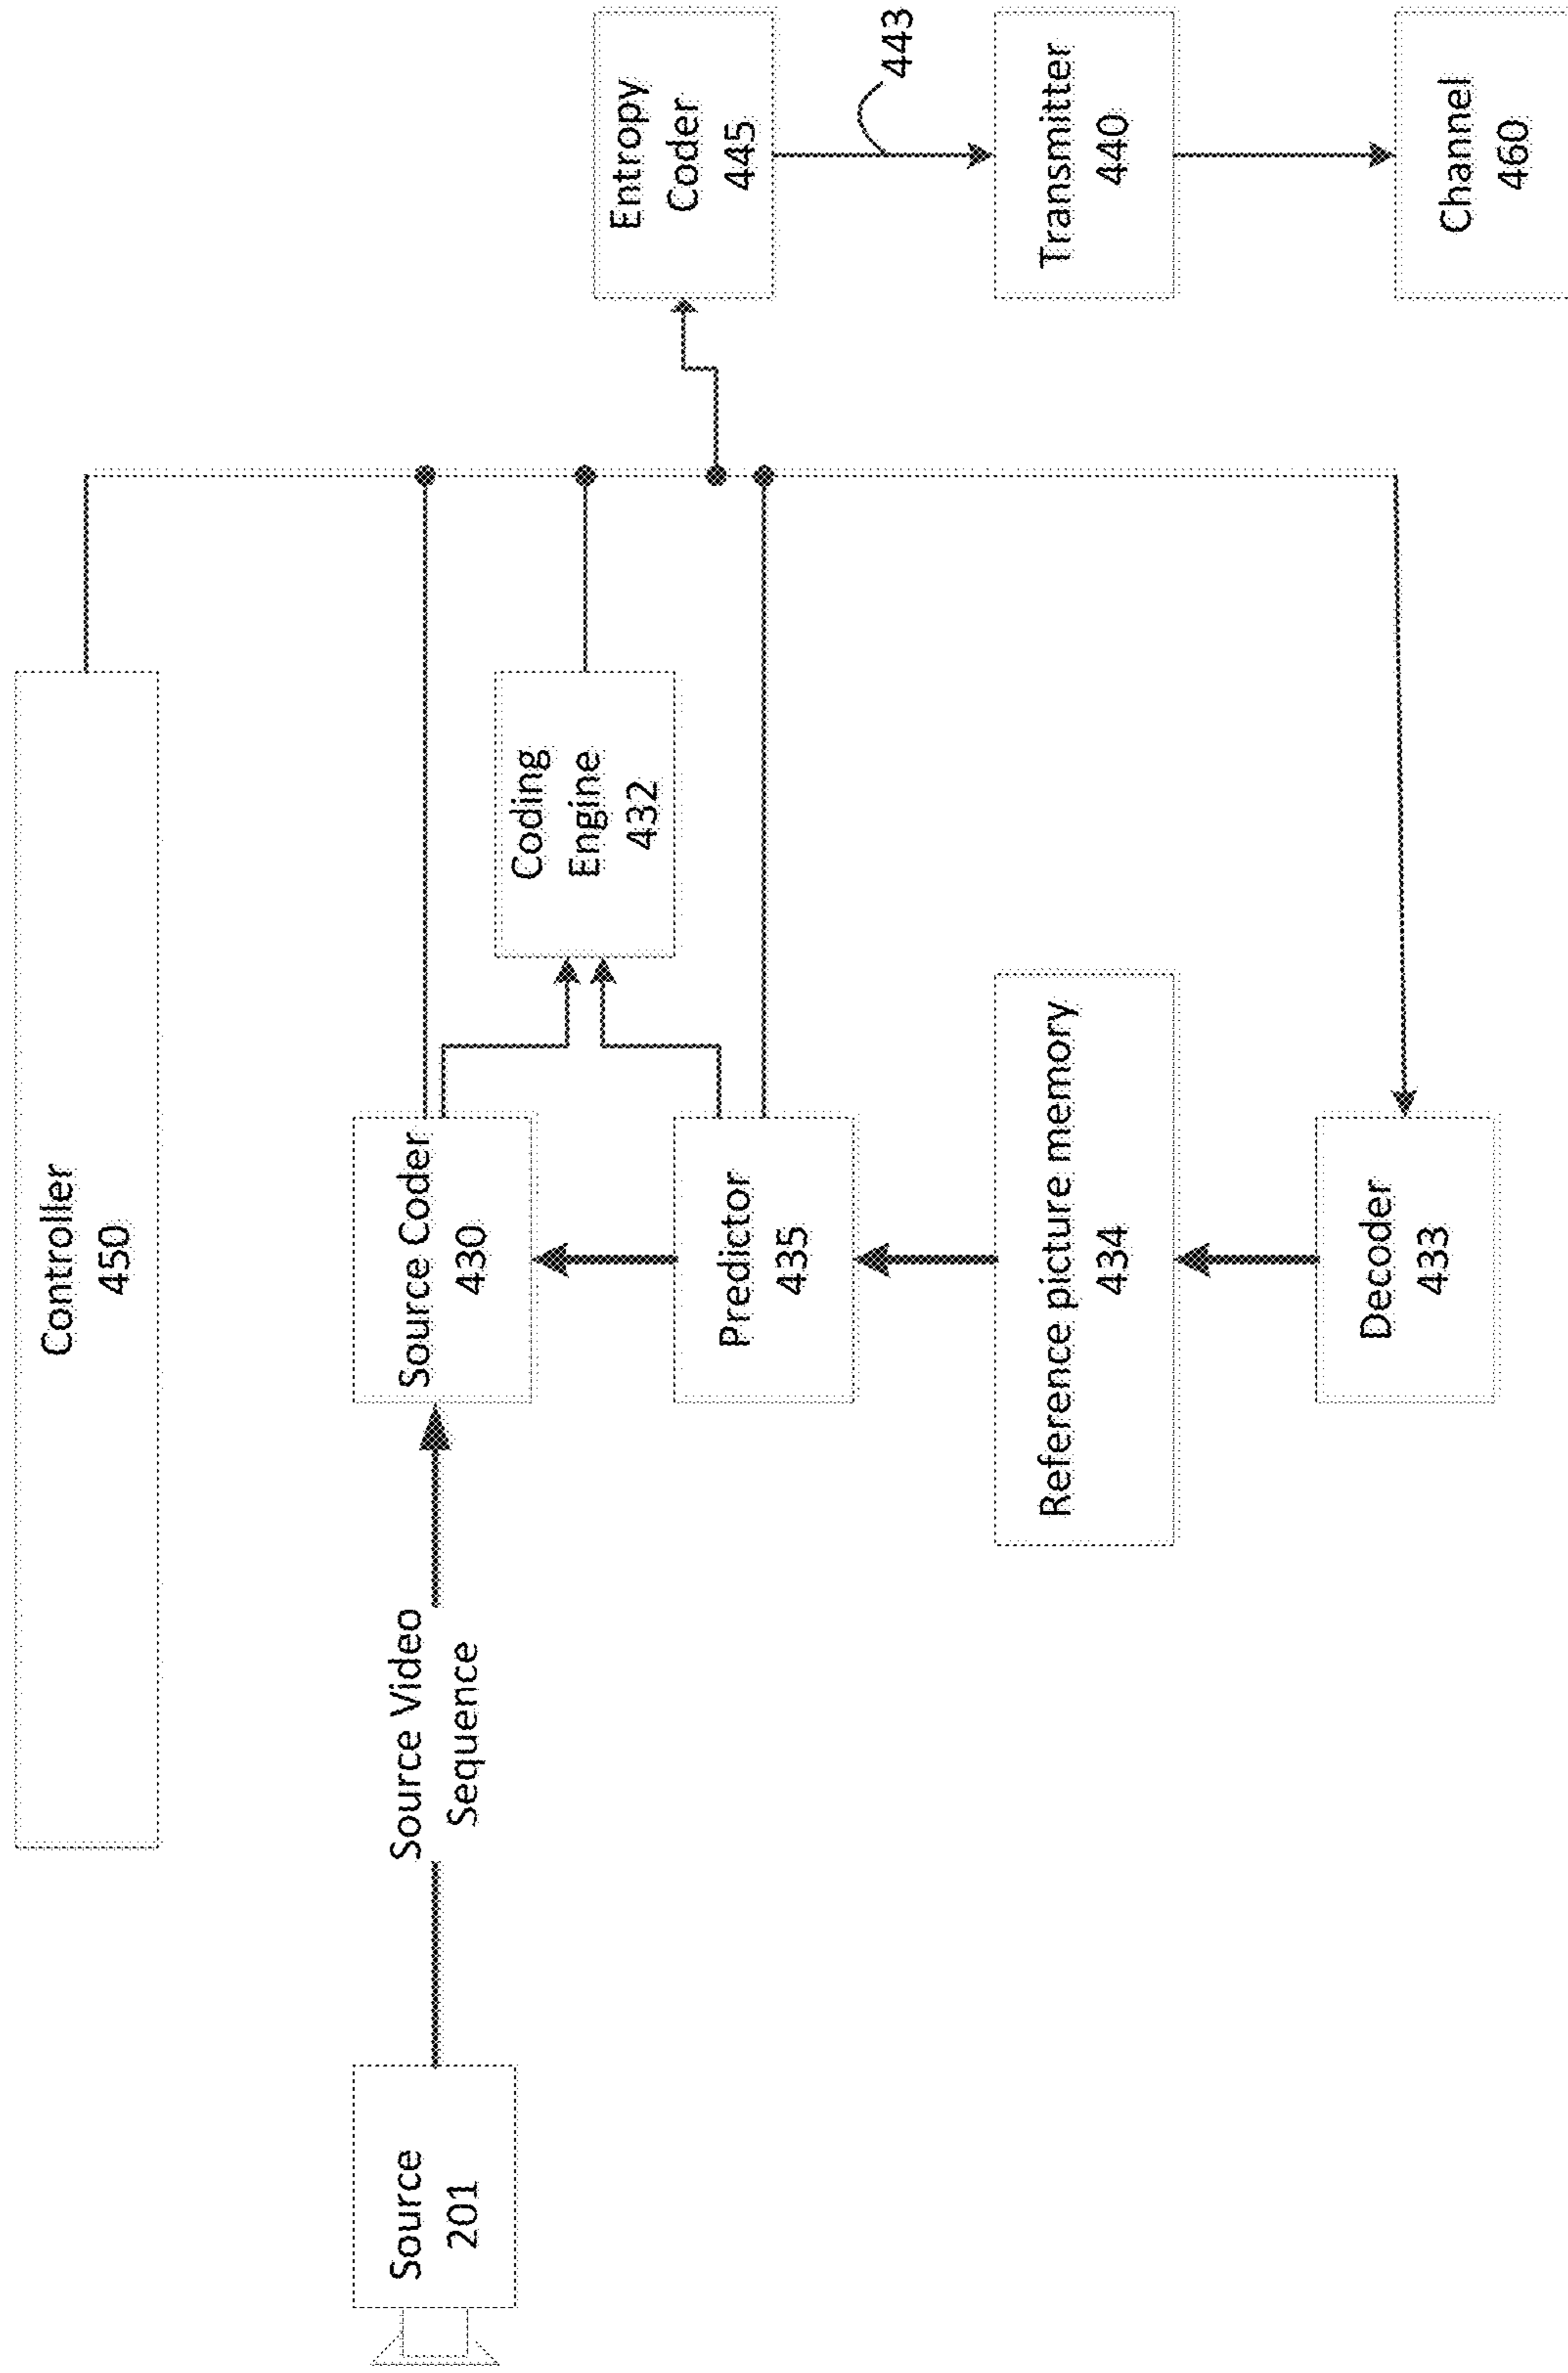 Controller
450
Source
201
Source Video
Sequence
Source Coder
430
Coding
Engine
432
Entropy
Coder
445
443
Predictor
435
Reference picture memory
434
Transmitter
440
Decoder
433
Channel
460